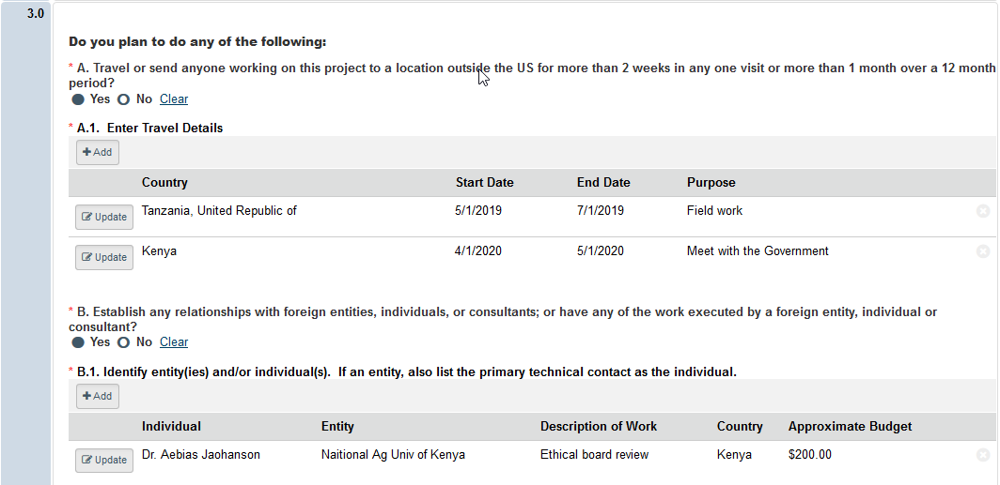 3.0
Do you plan to do any of the following:
* A. Travel or send anyone working on this project to a location outside the US for more than 2 weeks in any one visit or more than 1 month over a 12 month
period?
Yes No Clear
* A.1. Enter Travel Details
+ Add
Country Start Date End Date Purpose
Update Tanzania, United Republic of 5/1/2019 7/1/2019 Field work
Update Kenya 4/1/2020 5/1/2020 Meet with the Government
* B. Establish any relationships with foreign entities, individuals, or consultants; or have any of the work executed by a foreign entity, individual or
consultant?
Yes No Clear
* B.1. Identify entity(ies) and/or individual(s). If an entity, also list the primary technical contact as the individual.
+ Add
Individual Entity Description of Work Country Approximate Budget
Update Dr. Aebias Jaohanson Naitional Ag Univ of Kenya Ethical board review Kenya $200.00